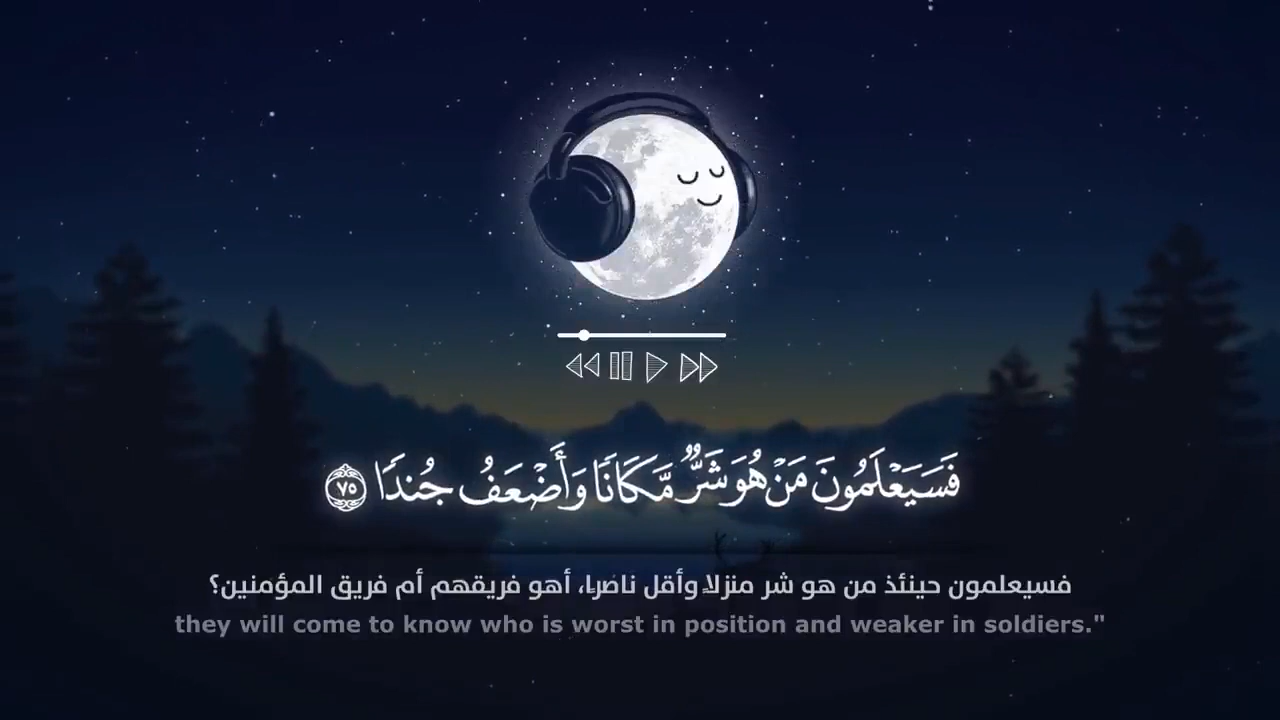 فَسَيَعْلَمُونَ مَنْ هُوَ شَرٌّ مَّكَانًا وَأَضْعَفُ جُندًا ٧٥
فسيعلمون حينئذ من هو شر منزلاً وأقل ناصراً، أهو فريقهم أم فريق المؤمنين؟
they will come to know who is worst in position and weaker in soldiers."